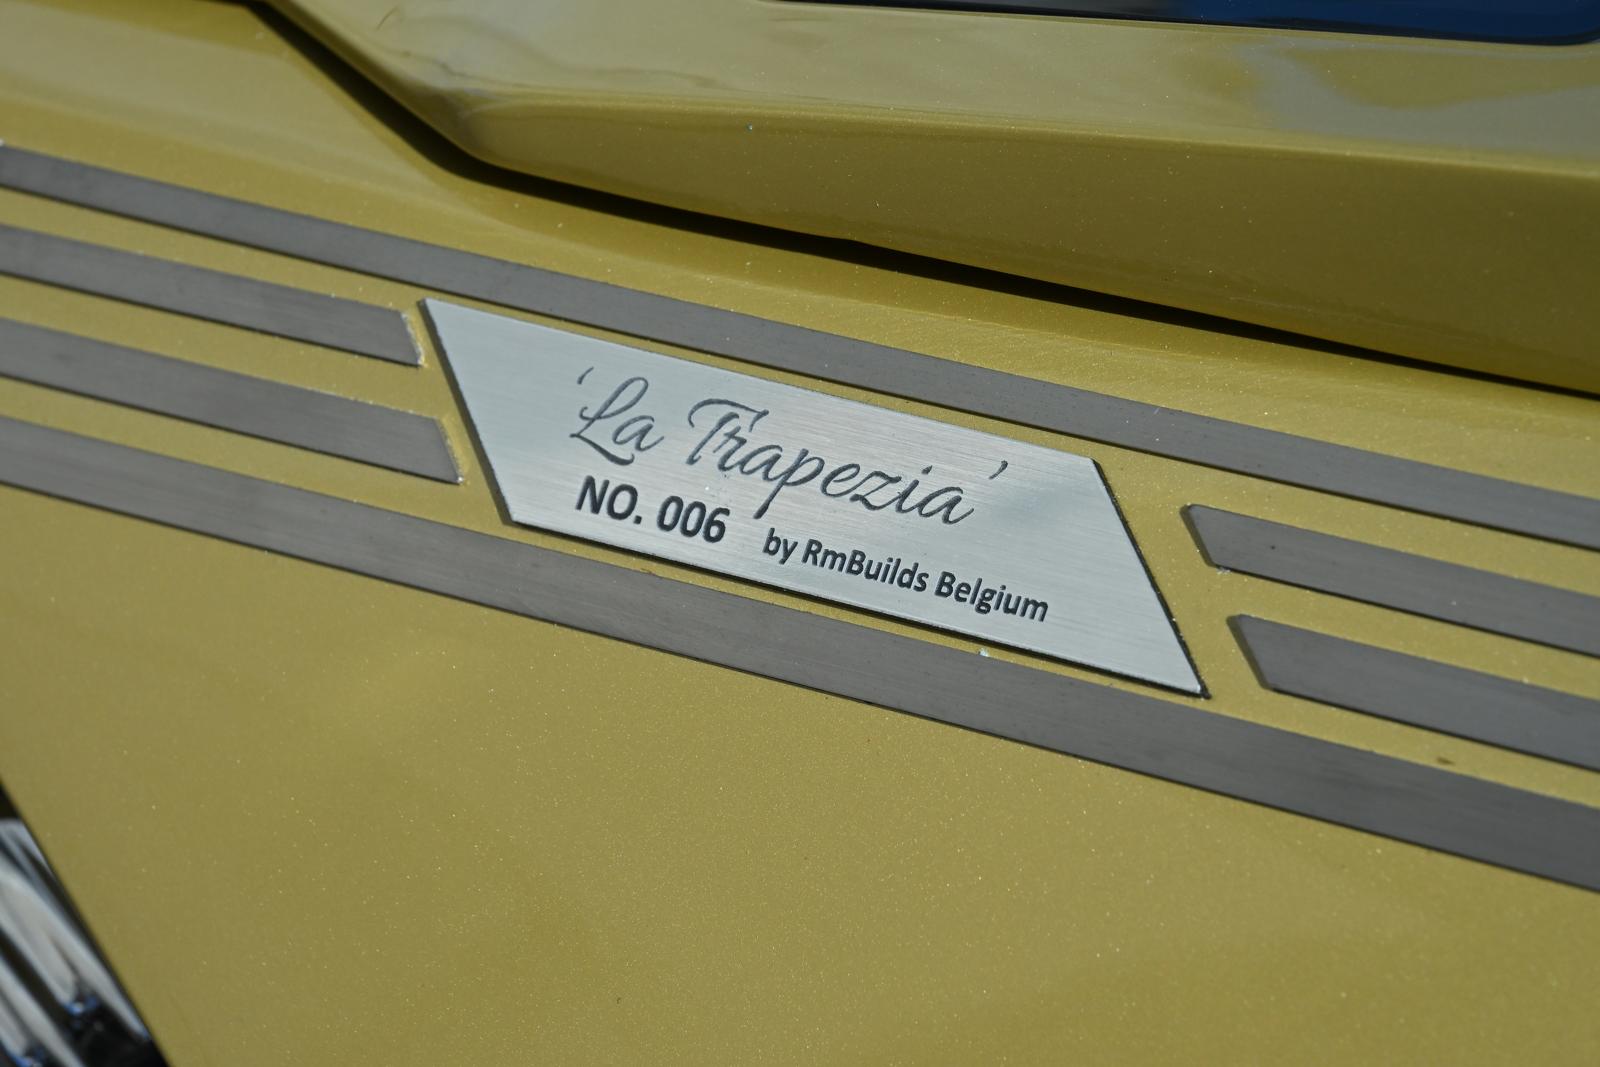 ‘La Trapezia’
NO. 006 by RmBuilds Belgium